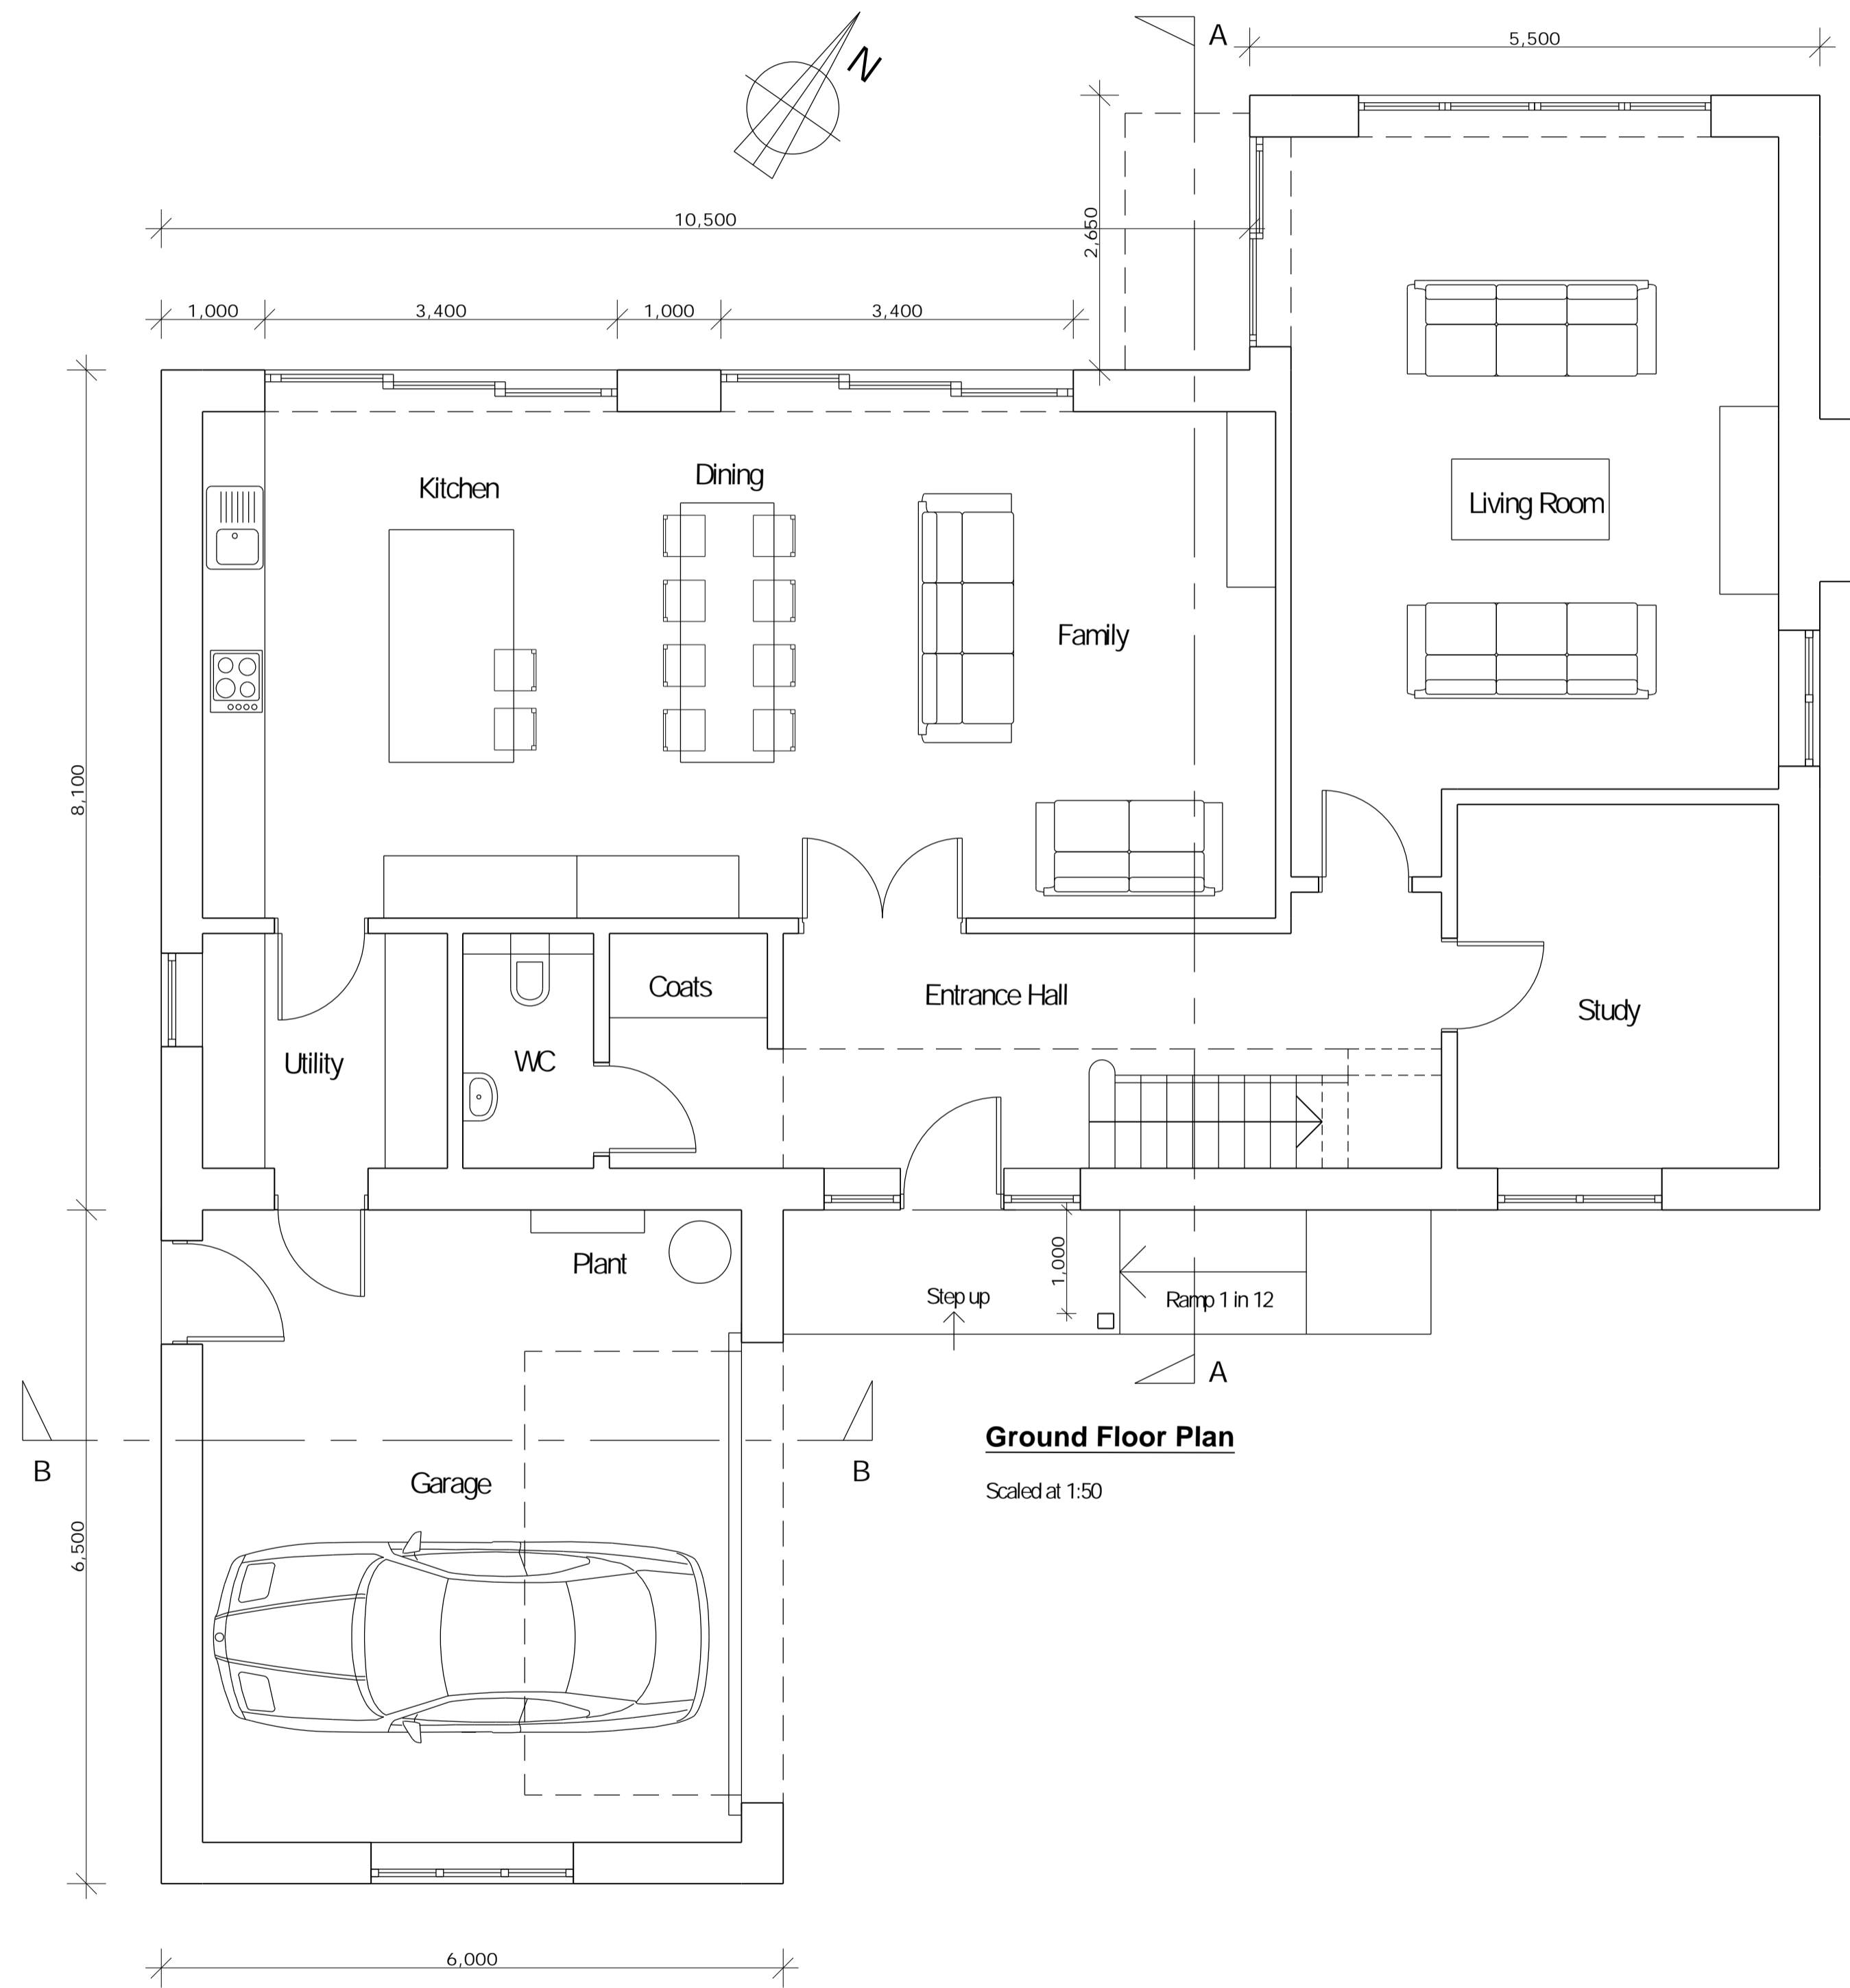 A
5,500
N
10,500
2,650
1,000
3,400
1,000
3,400
Kitchen
Dining
Living Room
Family
8,100
Coats
Entrance Hall
Study
Utility
WC
Plant
1,000
Step up
Ramp 1 in 12
A
B
B
Ground Floor Plan
Garage
Scaled at 1:50
6,500
6,000